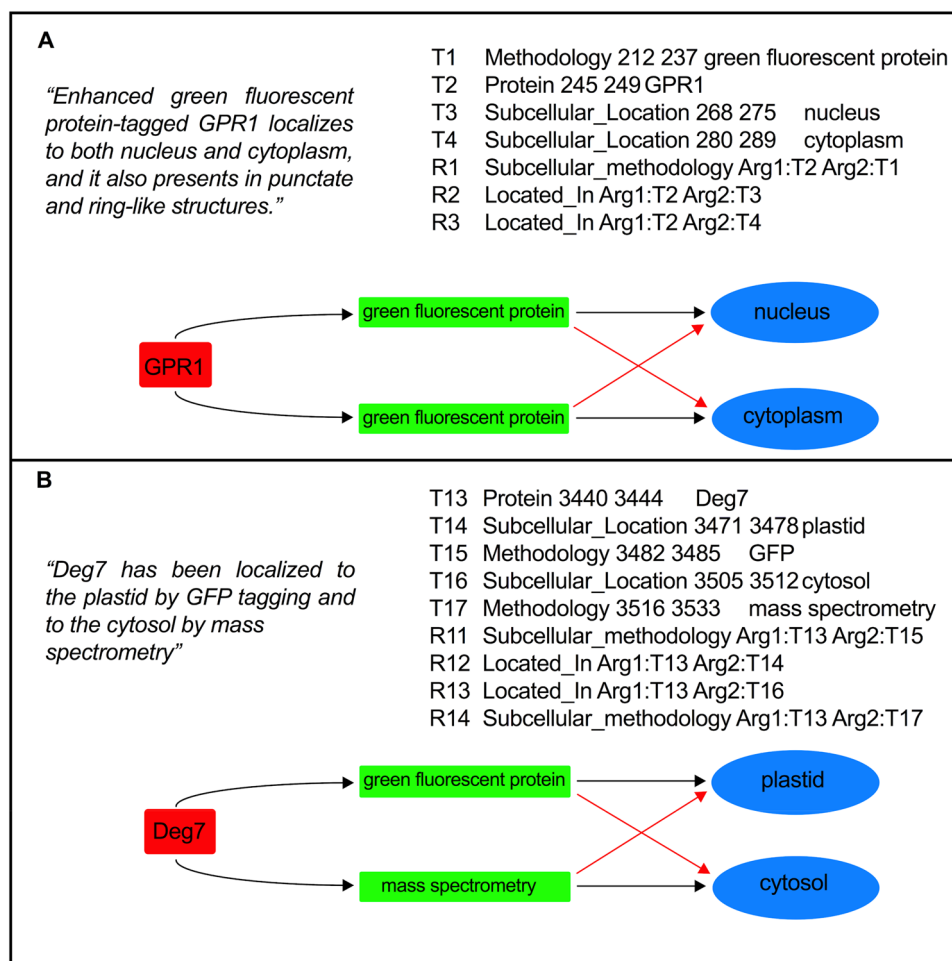 A
“Enhanced green fluorescent
protein-tagged GPR1 localizes
to both nucleus and cytoplasm,
and it also presents in punctate
and ring-like structures.”
T1 Methodology 212 237 green fluorescent protein
T2 Protein 245 249 GPR1
T3 Subcellular_Location 268 275 nucleus
T4 Subcellular_Location 280 289 cytoplasm
R1 Subcellular_methodology Arg1:T2 Arg2:T1
R2 Located_In Arg1:T2 Arg2:T3
R3 Located_In Arg1:T2 Arg2:T4
green fluorescent protein
nucleus
GPR1
green fluorescent protein
cytoplasm
B
“Deg7 has been localized to
the plastid by GFP tagging and
to the cytosol by mass
spectrometry”
T13 Protein 3440 3444 Deg7
T14 Subcellular_Location 3471 3478 plastid
T15 Methodology 3482 3485 GFP
T16 Subcellular_Location 3505 3512 cytosol
T17 Methodology 3516 3533 mass spectrometry
R11 Subcellular_methodology Arg1:T13 Arg2:T15
R12 Located_In Arg1:T13 Arg2:T14
R13 Located_In Arg1:T13 Arg2:T16
R14 Subcellular_methodology Arg1:T13 Arg2:T17
green fluorescent protein
plastid
Deg7
mass spectrometry
cytosol